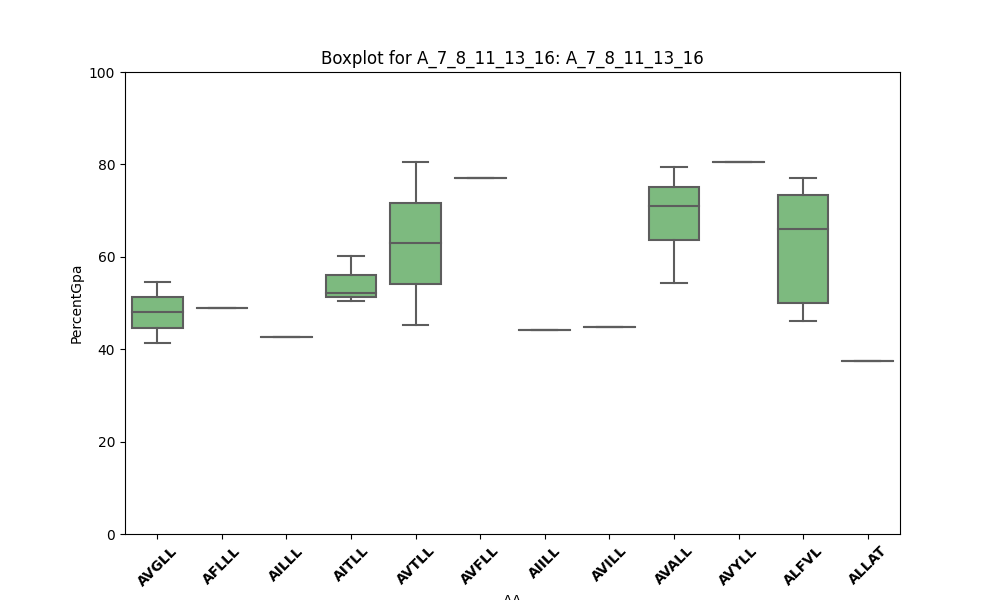 Boxplot for A_7_8_11_13_16: A_7_8_11_13_16
100
80
60
40
20
0
PercentGpa
AVGLL
AFLLL
AILLL
AITLL
AVTLL
AVFLL
AIILL
AVILL
AVALL
AVYLL
ALFVL
ALLAT
AA